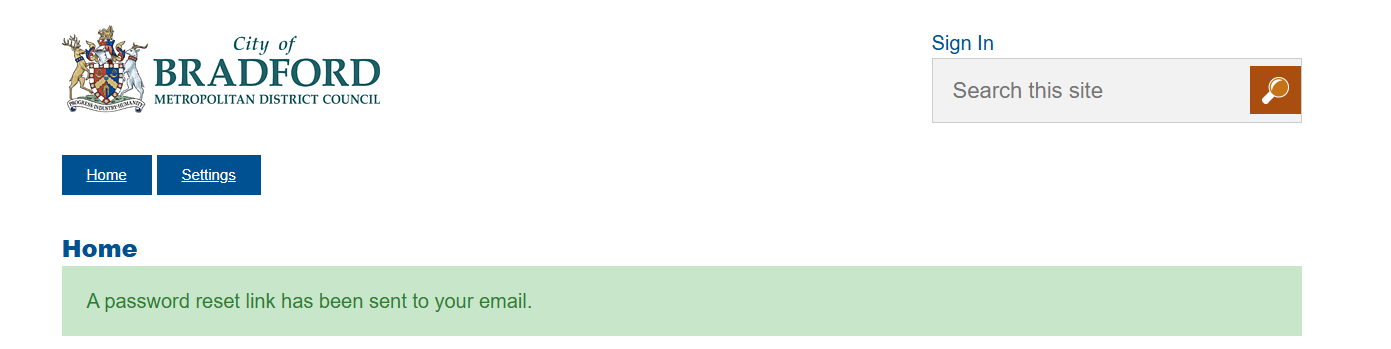 City of
BRADFORD
METROPOLITAN DISTRICT COUNCIL
PROGRESS·INDUSTRY·HUMANITY
Sign In
Search this site
Home
Settings
Home
A password reset link has been sent to your email.